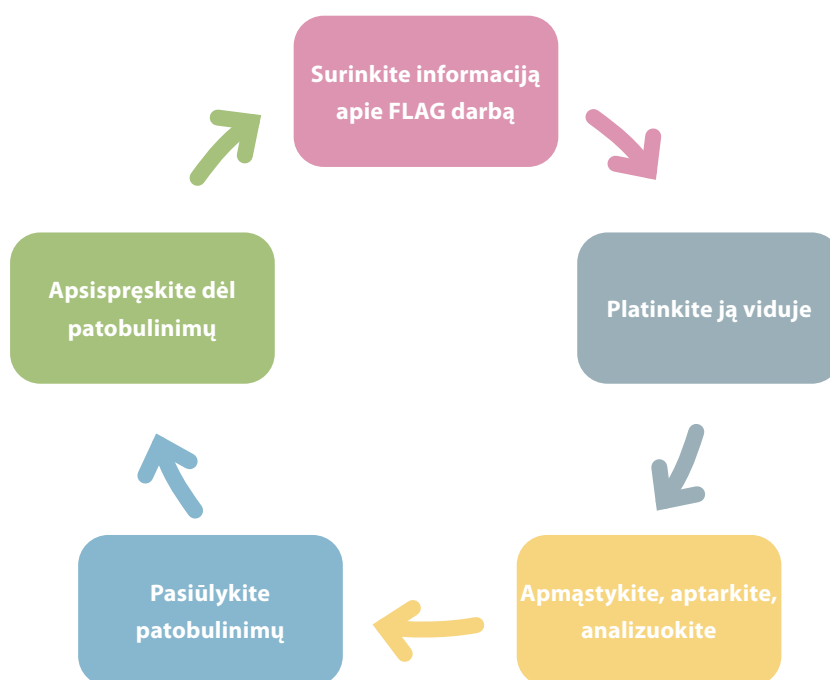 Surinkite informaciją
apie FLAG darbą
Platinkite ją viduje
Apmąstykite, aptarkite,
analizuokite
Pasiūlykite
patobulinimų
Apsispręskite dėl
patobulinimų